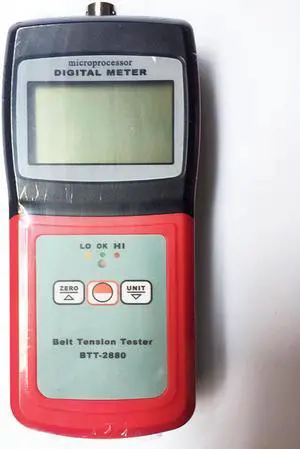 microprocessor
DIGITAL METER
LO OK HI
ZERO UNIT
Belt Tension Tester
BTT-2880